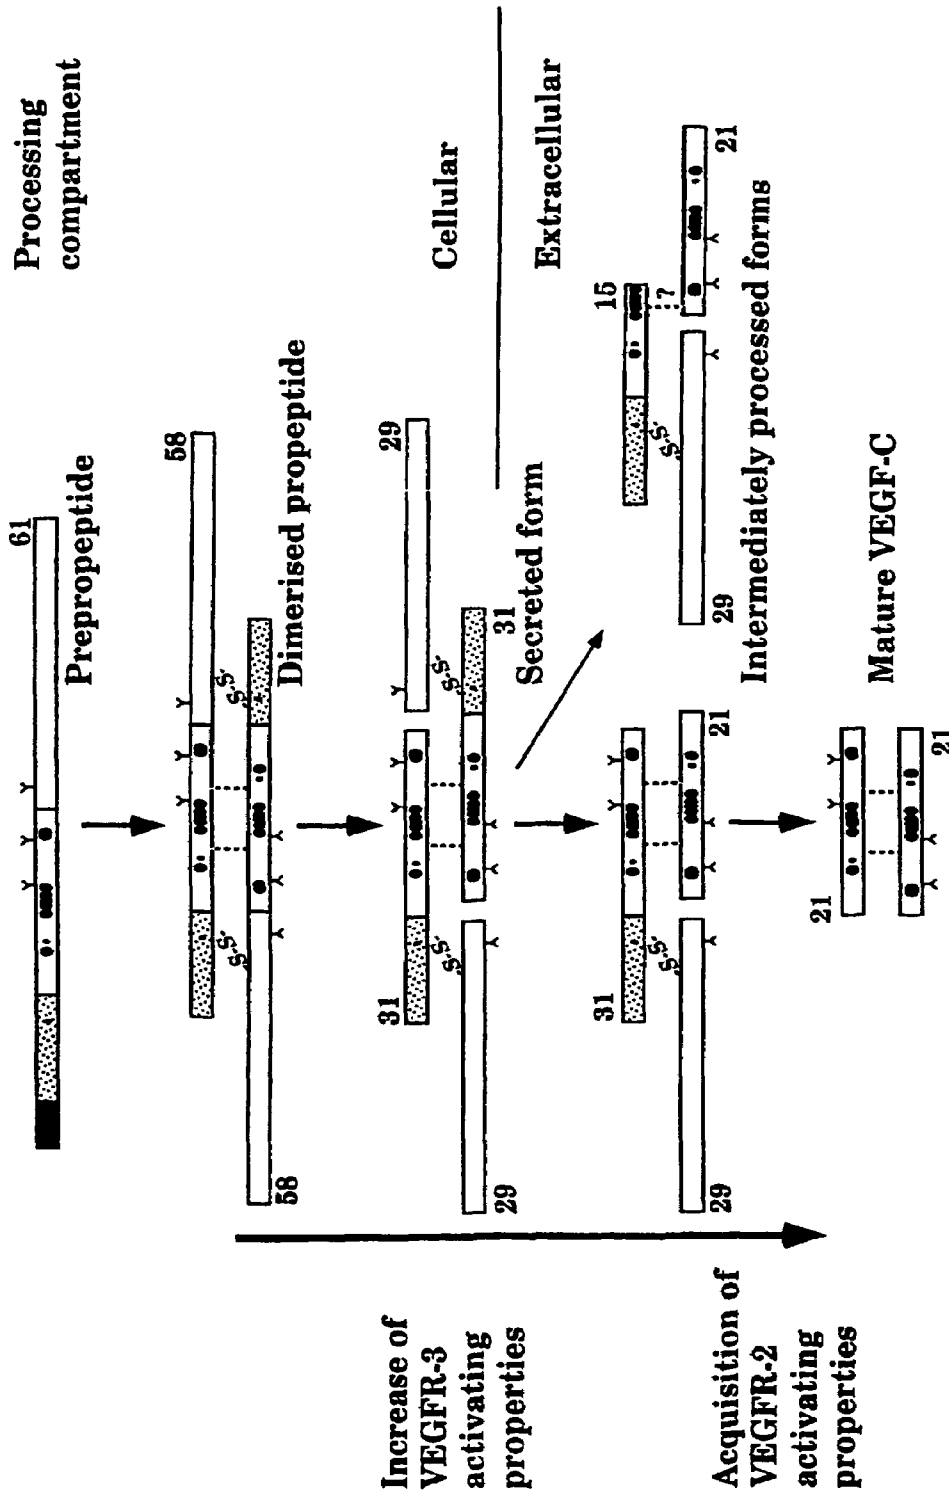 Processing
compartment
61
Prepropeptide
58
58
Dimerised propeptide
S-S
S-S
Cellular
29
31
S-S
S-S
29
31
Secreted form
Extracellular
31
S-S
29
21
15
?
S-S
29
21
Intermediately processed forms
21
21
Mature VEGF-C
Increase of
VEGFR-3
activating
properties
Acquisition of
VEGFR-2
activating
properties